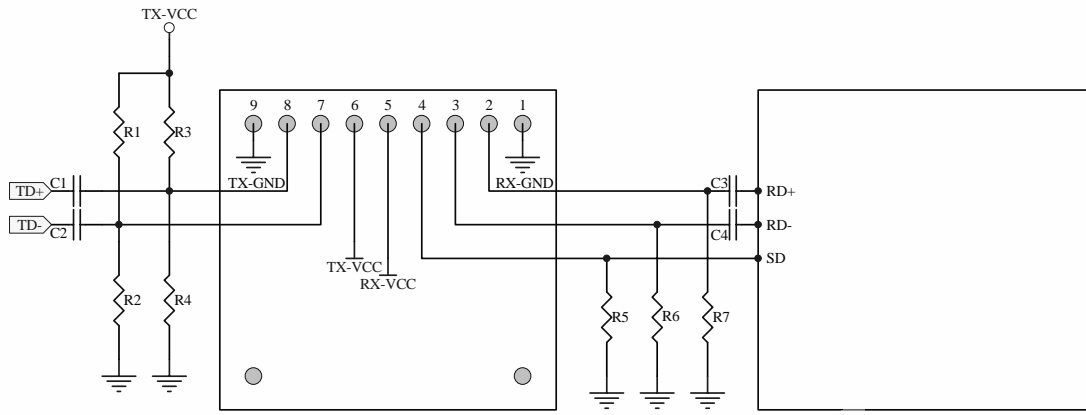 TX-VCC
9 8 7 6 5 4 3 2 1
R1 R3
TX-GND RX-GND
TD+ C1 C3 RD+
TD- C2 C4 RD-
TX-VCC SD
RX-VCC
R2 R4 R5 R6 R7